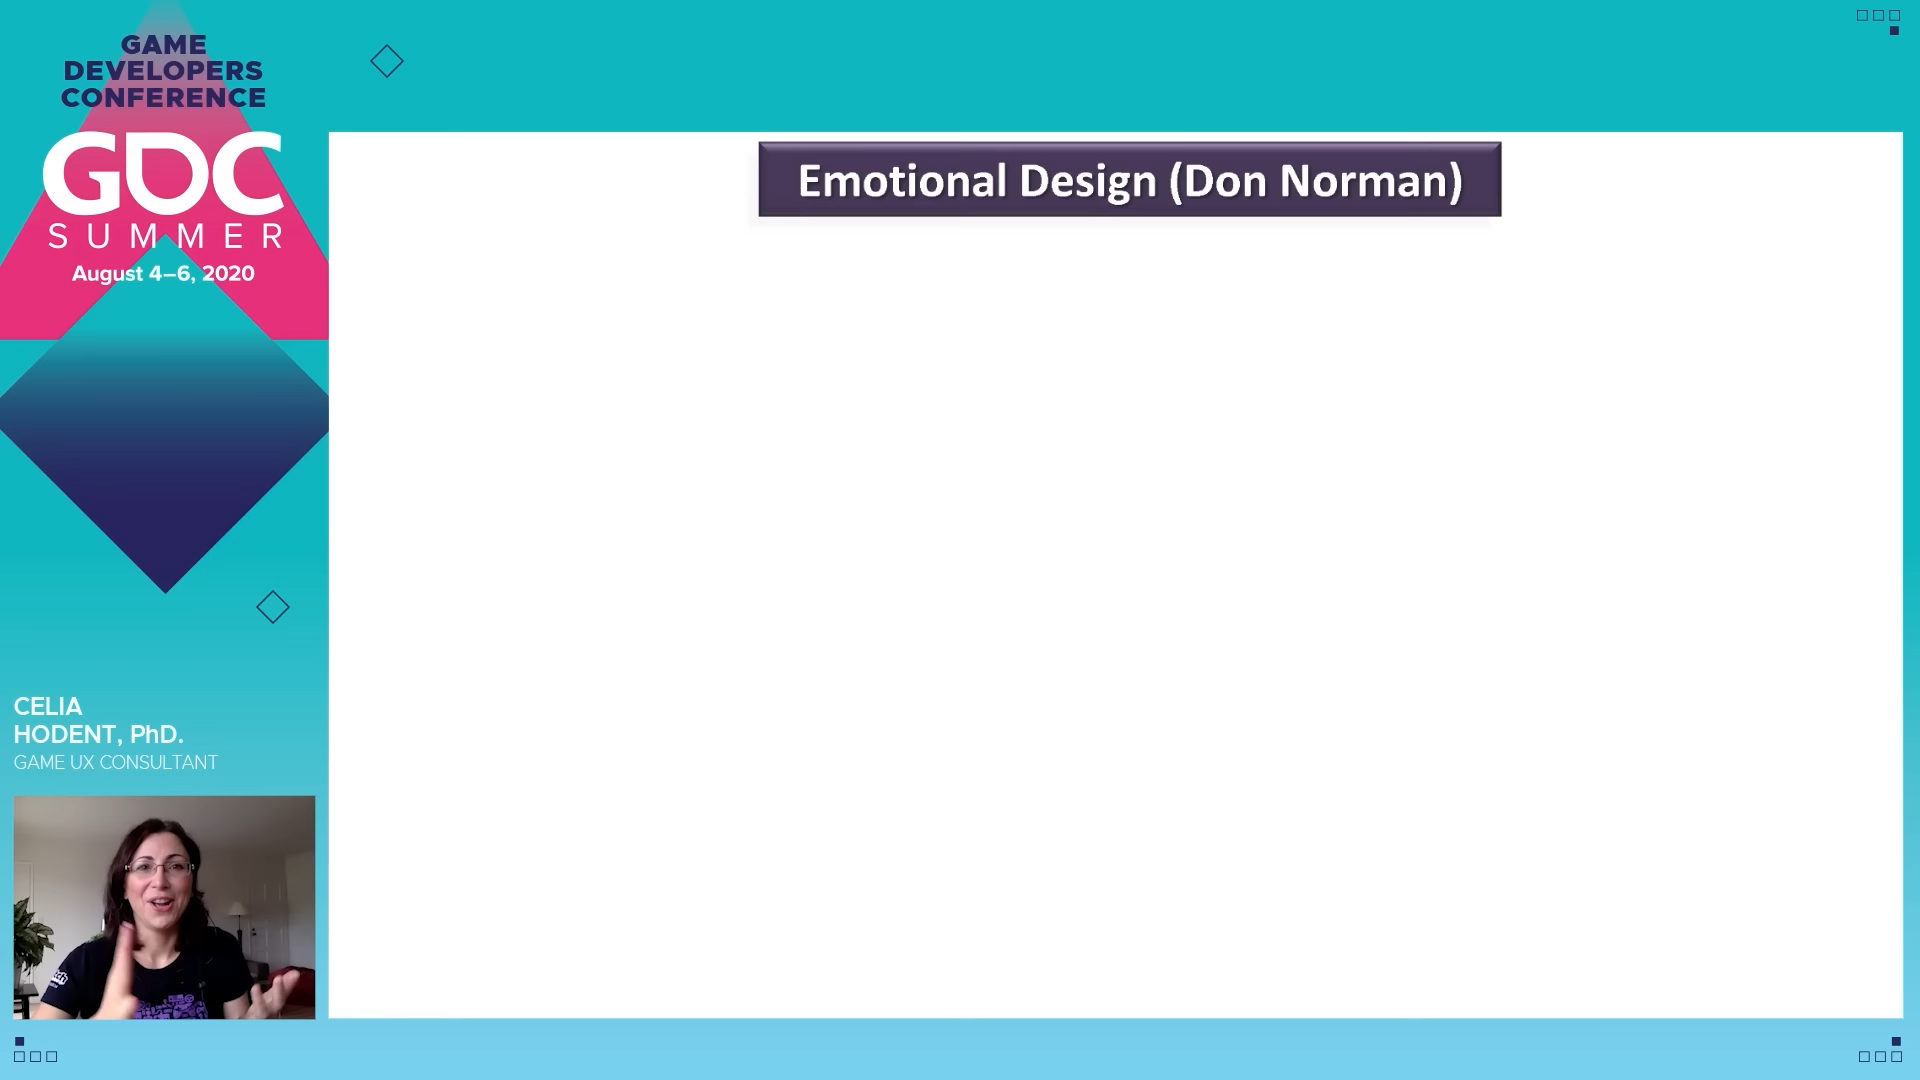 GAME
DEVELOPERS
CONFERENCE
GDC
SUMMER
August 4–6, 2020
Emotional Design (Don Norman)
CELIA
HODENT, PhD.
GAME UX CONSULTANT